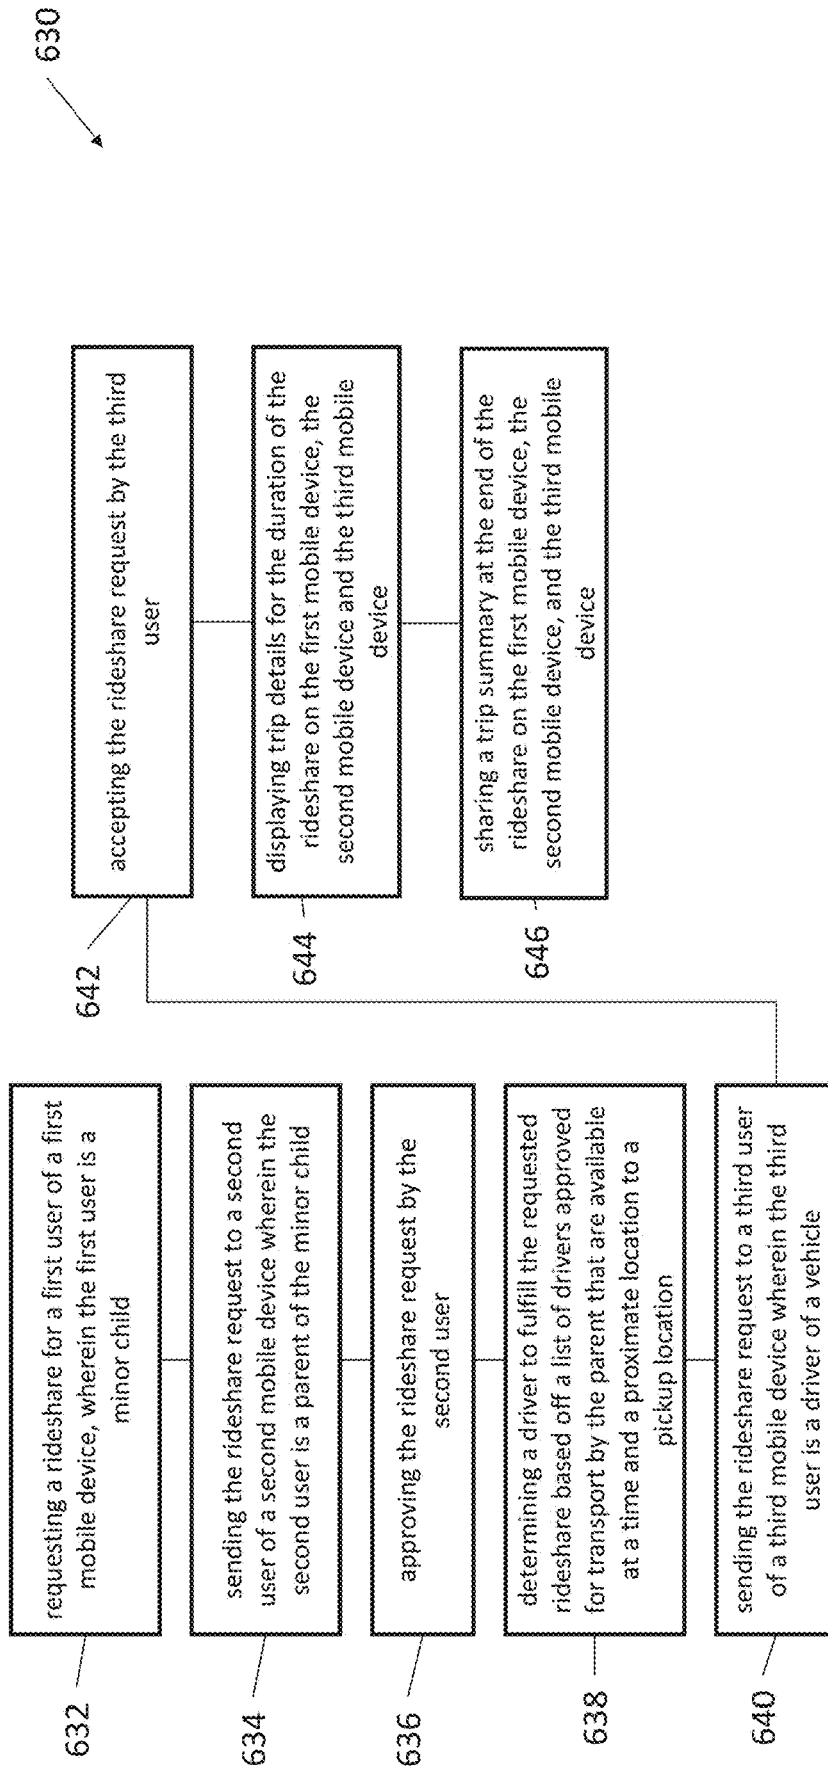 630
632
requesting a rideshare for a first user of a first
mobile device, wherein the first user is a
minor child
634
sending the rideshare request to a second
user of a second mobile device wherein the
second user is a parent of the minor child
636
approving the rideshare request by the
second user
638
determining a driver to fulfill the requested
rideshare based off a list of drivers approved
for transport by the parent that are available
at a time and a proximate location to a
pickup location
640
sending the rideshare request to a third user
of a third mobile device wherein the third
user is a driver of a vehicle
642
accepting the rideshare request by the third
user
644
displaying trip details for the duration of the
rideshare on the first mobile device, the
second mobile device and the third mobile
device
646
sharing a trip summary at the end of the
rideshare on the first mobile device, the
second mobile device, and the third mobile
device